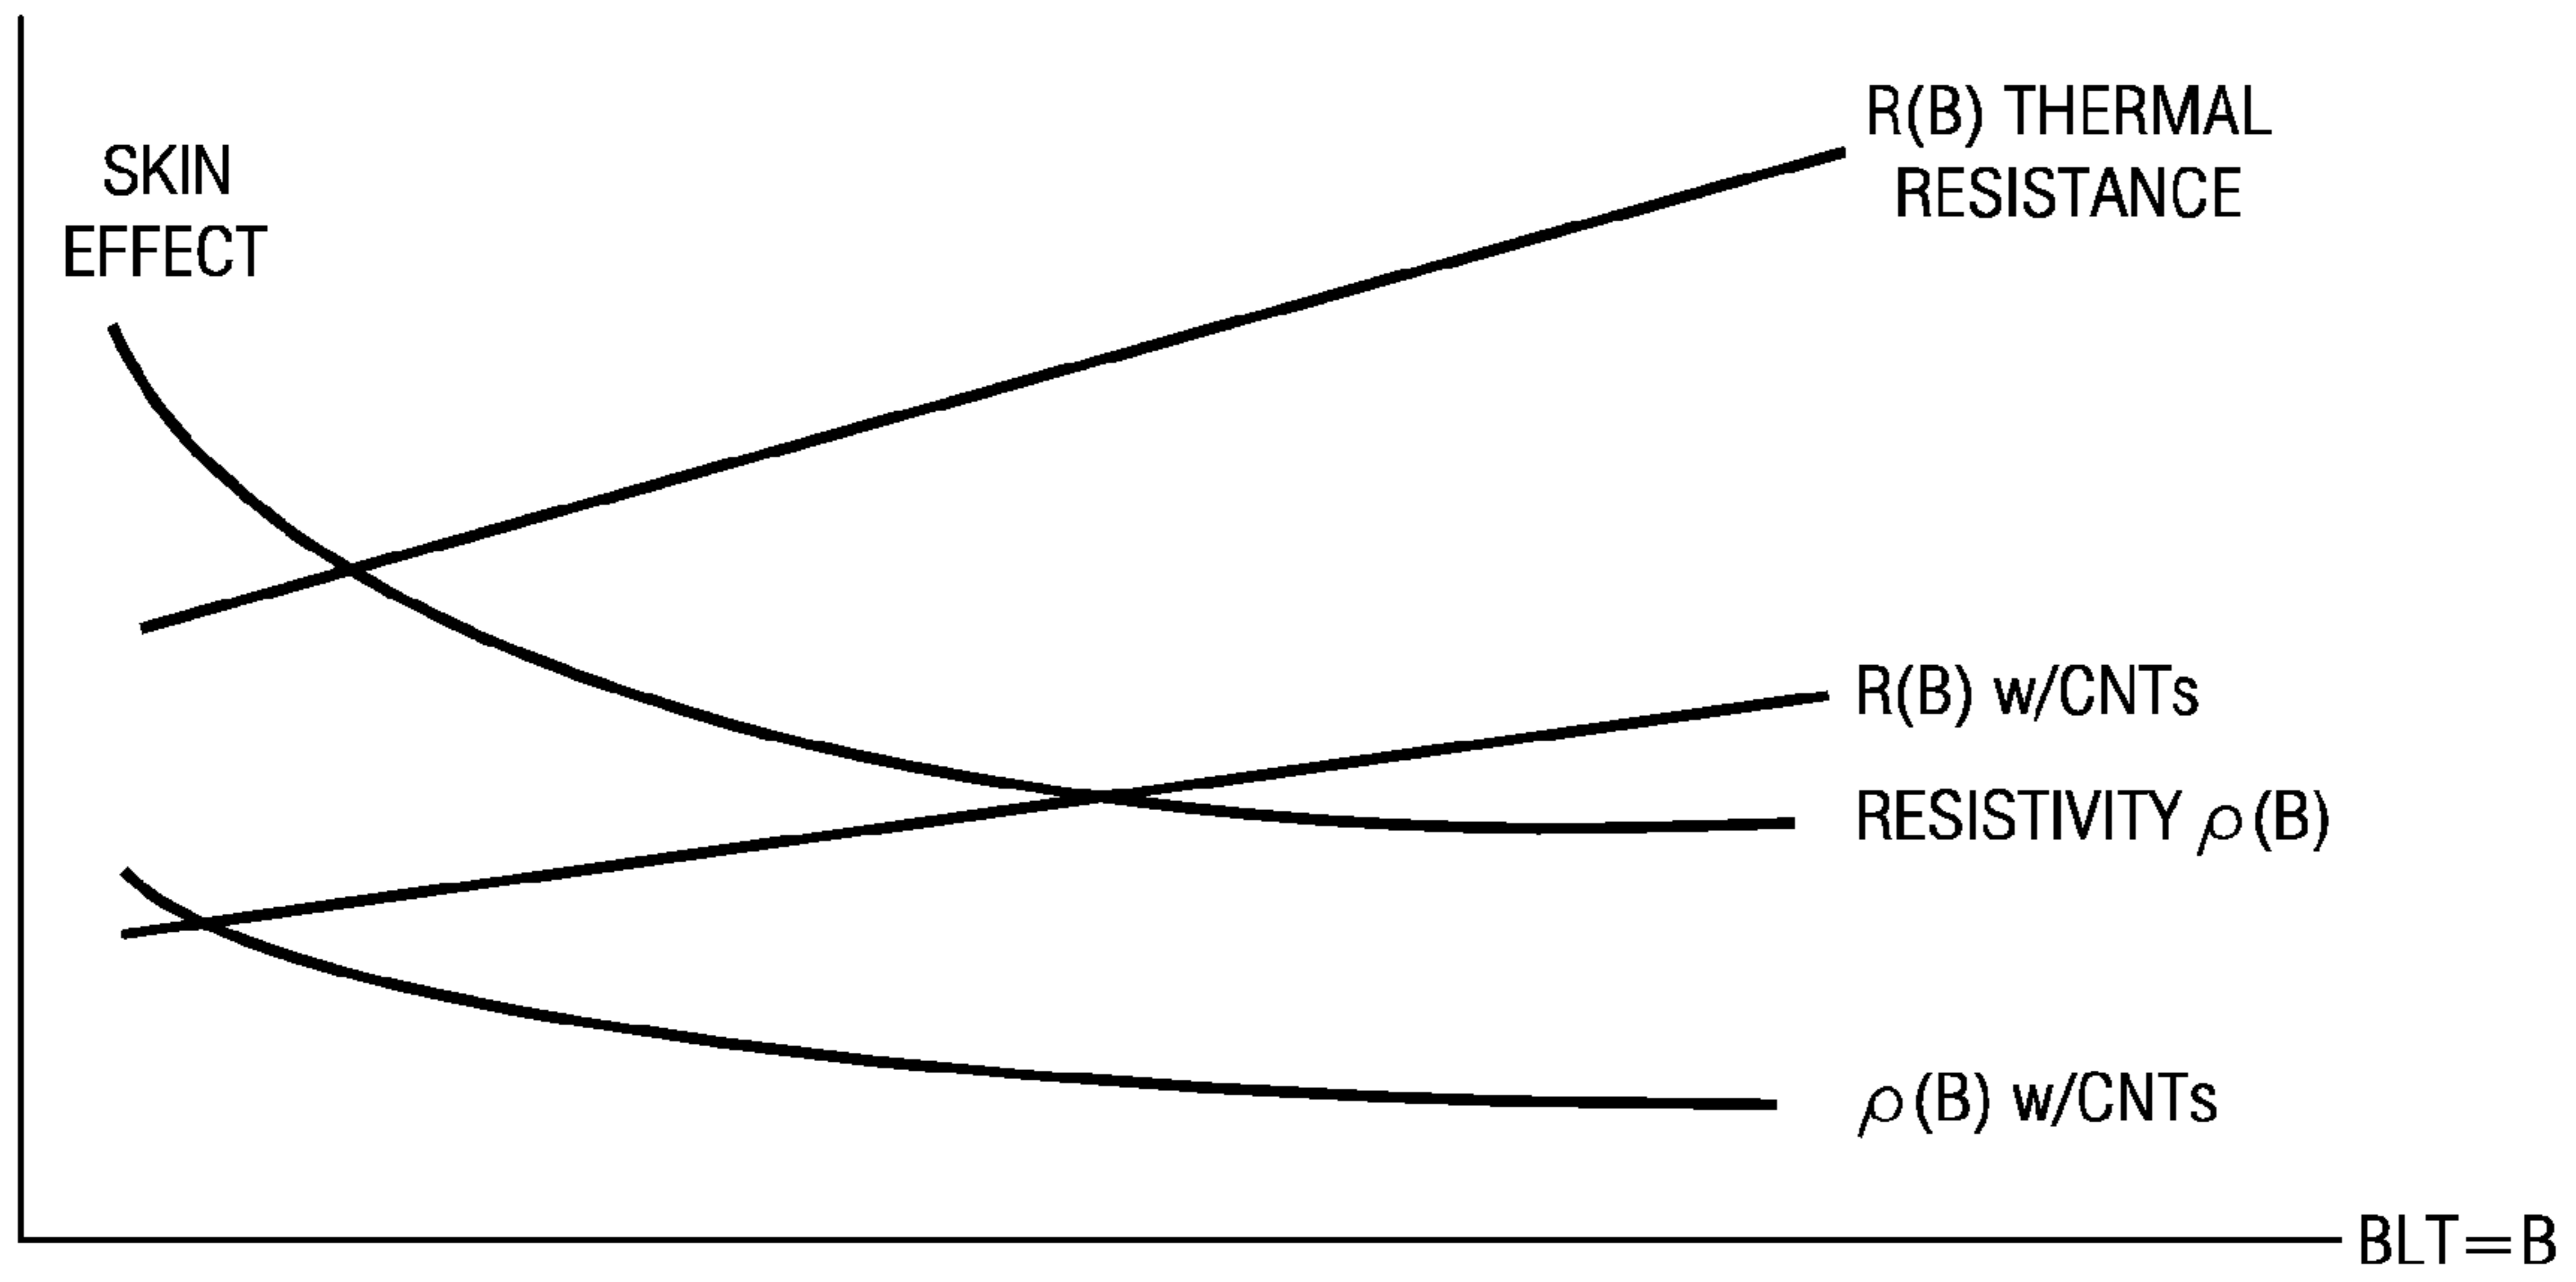 SKIN
EFFECT
R(B) THERMAL
RESISTANCE
R(B) w/CNTs
RESISTIVITY ρ(B)
ρ(B) w/CNTs
BLT=B